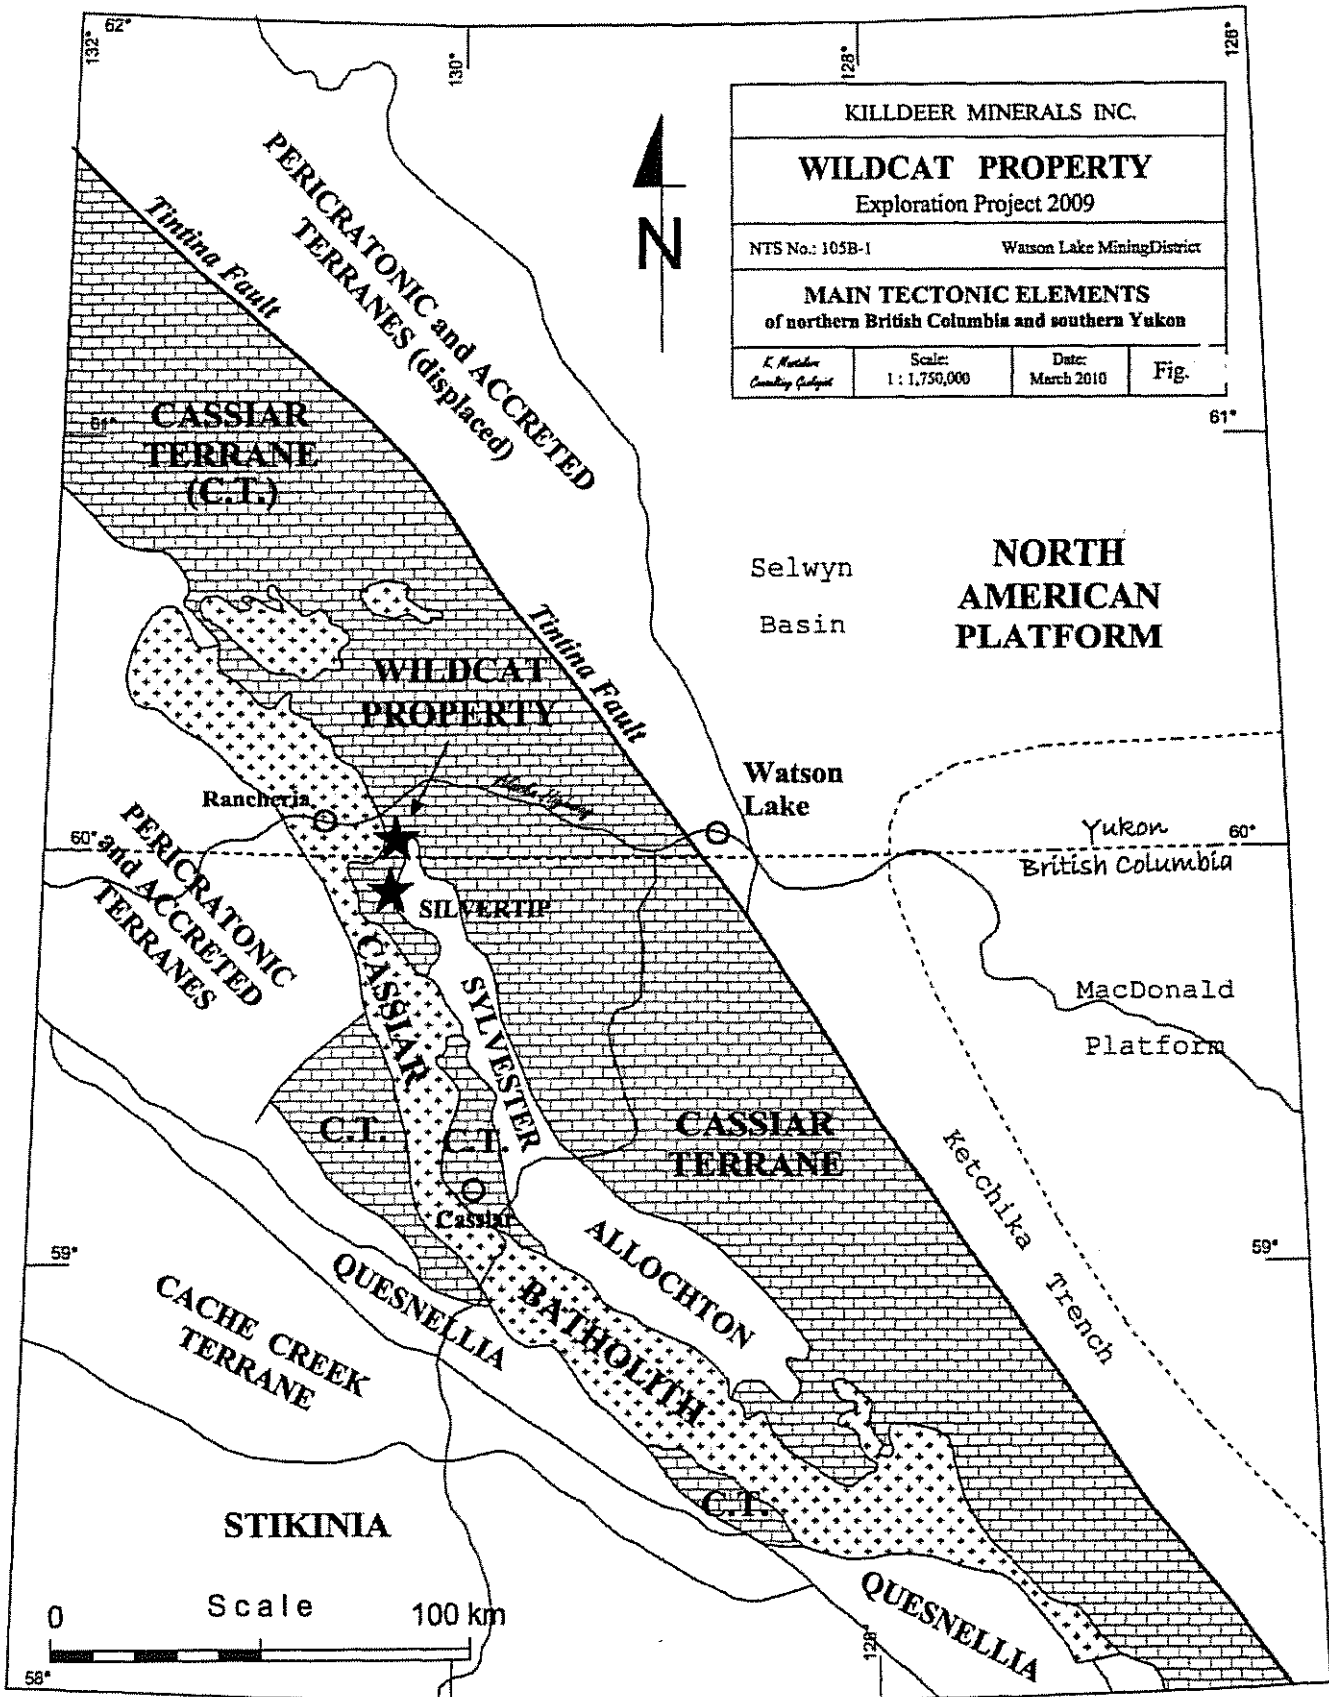 62°
132°
130°
128°
126°
KILLDEER MINERALS INC.
WILDCAT PROPERTY
Exploration Project 2009
NTS No.: 105B-1 Watson Lake MiningDistrict
MAIN TECTONIC ELEMENTS
of northern British Columbia and southern Yukon
Consulting Geologist
Scale:
1 : 1,750,000
Date:
March 2010
Fig.
N
PERICRATONIC and ACCRETED
TERRANES (displaced)
Tintina Fault
61°
61°
CASSIAR
TERRANE
(C.T.)
Selwyn
Basin
NORTH
AMERICAN
PLATFORM
Tintina Fault
WILDCAT
PROPERTY
Watson
Lake
Alaska Highway
Rancheria
60°
Yukon
60°
British Columbia
PERICRATONIC
and ACCRETED
TERRANES
SILVERTIP
CASSIAR
SYLVESTER
MacDonald
Platform
C.T.
C.T.
CASSIAR
TERRANE
Ketchika Trench
Cassiar
ALLOCHTON
59°
59°
QUESNELLIA
BATHOLITH
CACHE CREEK
TERRANE
C.T.
STIKINIA
QUESNELLIA
Scale
0 100 km
128°
58°